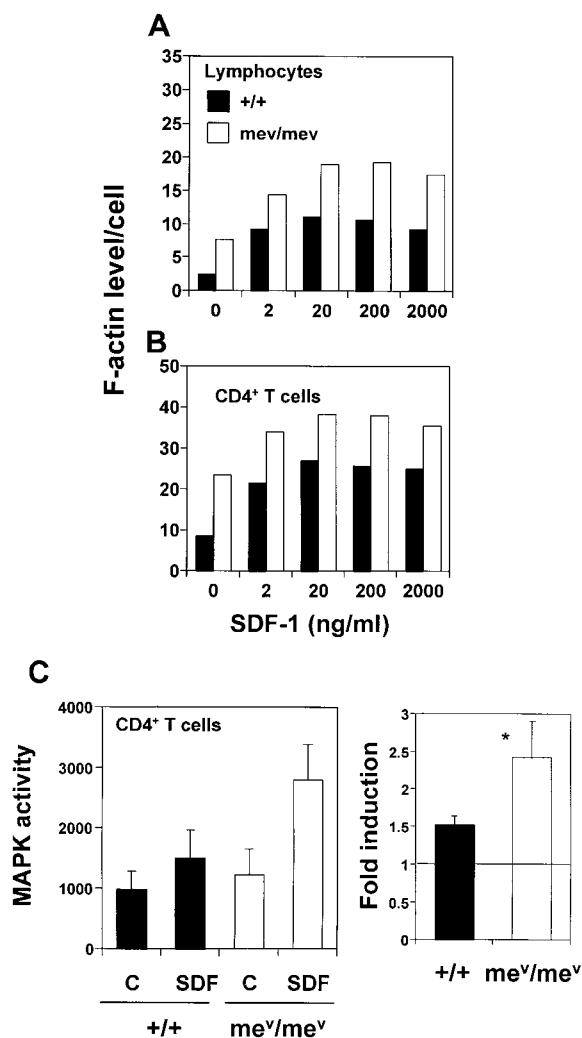 A
35
30
25
20
15
10
5
0
Lymphocytes
+/+
mev/mev
0 2 20 200 2000
F-actin level/cell
B
50
40
30
20
10
0
CD4+ T cells
0 2 20 200 2000
SDF-1 (ng/ml)
C
4000
3000
2000
1000
0
MAPK activity
CD4+ T cells
C SDF C SDF
+/+ mev/mev
3
2.5
2
1.5
1
0.5
0
Fold induction
*
+/+ mev/mev